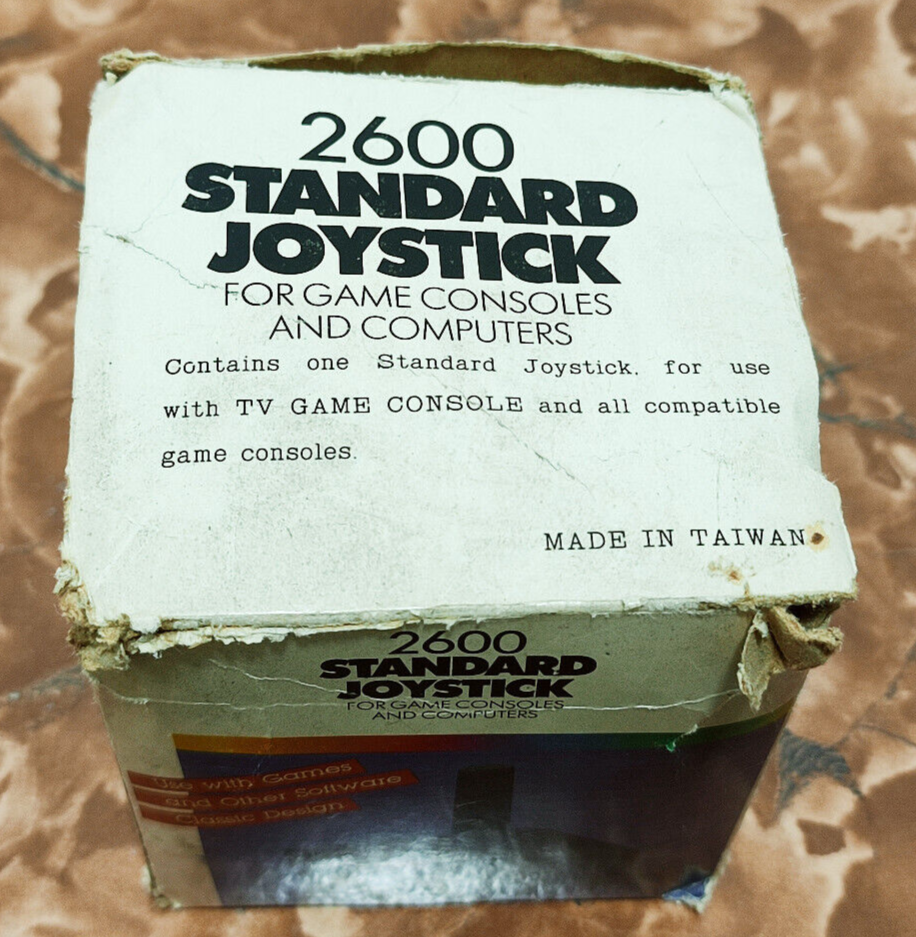 2600
STANDARD
JOYSTICK
FOR GAME CONSOLES
AND COMPUTERS
Contains one Standard Joystick. for use
with TV GAME CONSOLE and all compatible
game consoles.
MADE IN TAIWAN
2600
STANDARD
JOYSTICK
FOR GAME CONSOLES
AND COMPUTERS
Use with Games
and Other Software
Classic Design